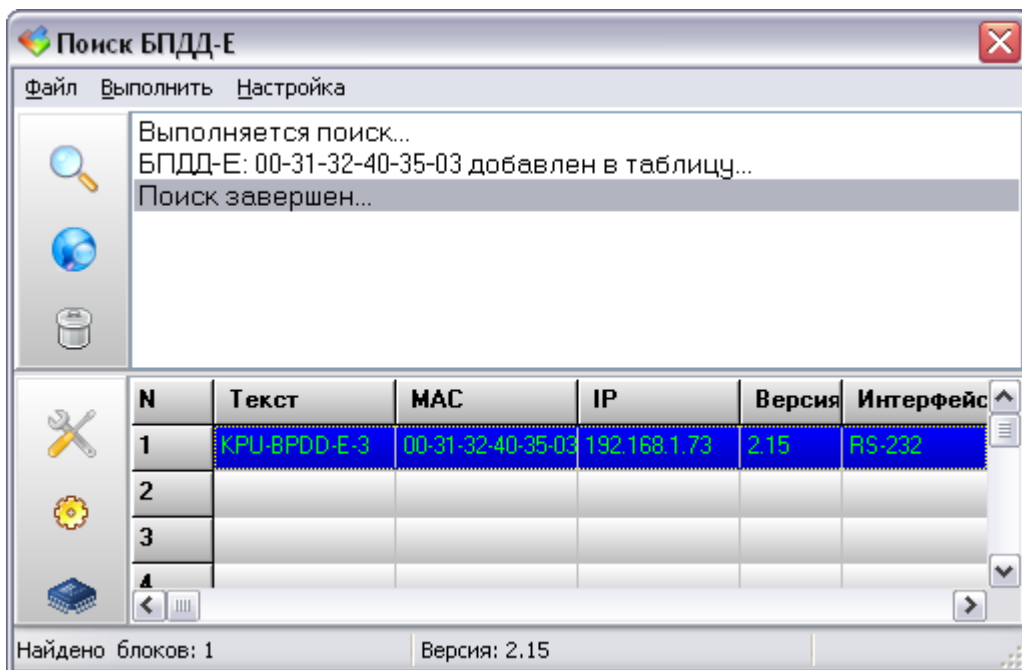 Поиск БПДД-Е
Файл Выполнить Настройка
Выполняется поиск...
БПДД-Е: 00-31-32-40-35-03 добавлен в таблицу...
Поиск завершен...
N Текст MAC IP Версия Интерфейс
1 KPU-BPDD-E-3 00-31-32-40-35-03 192.168.1.73 2.15 RS-232
2
3
4
Найдено блоков: 1 Версия: 2.15